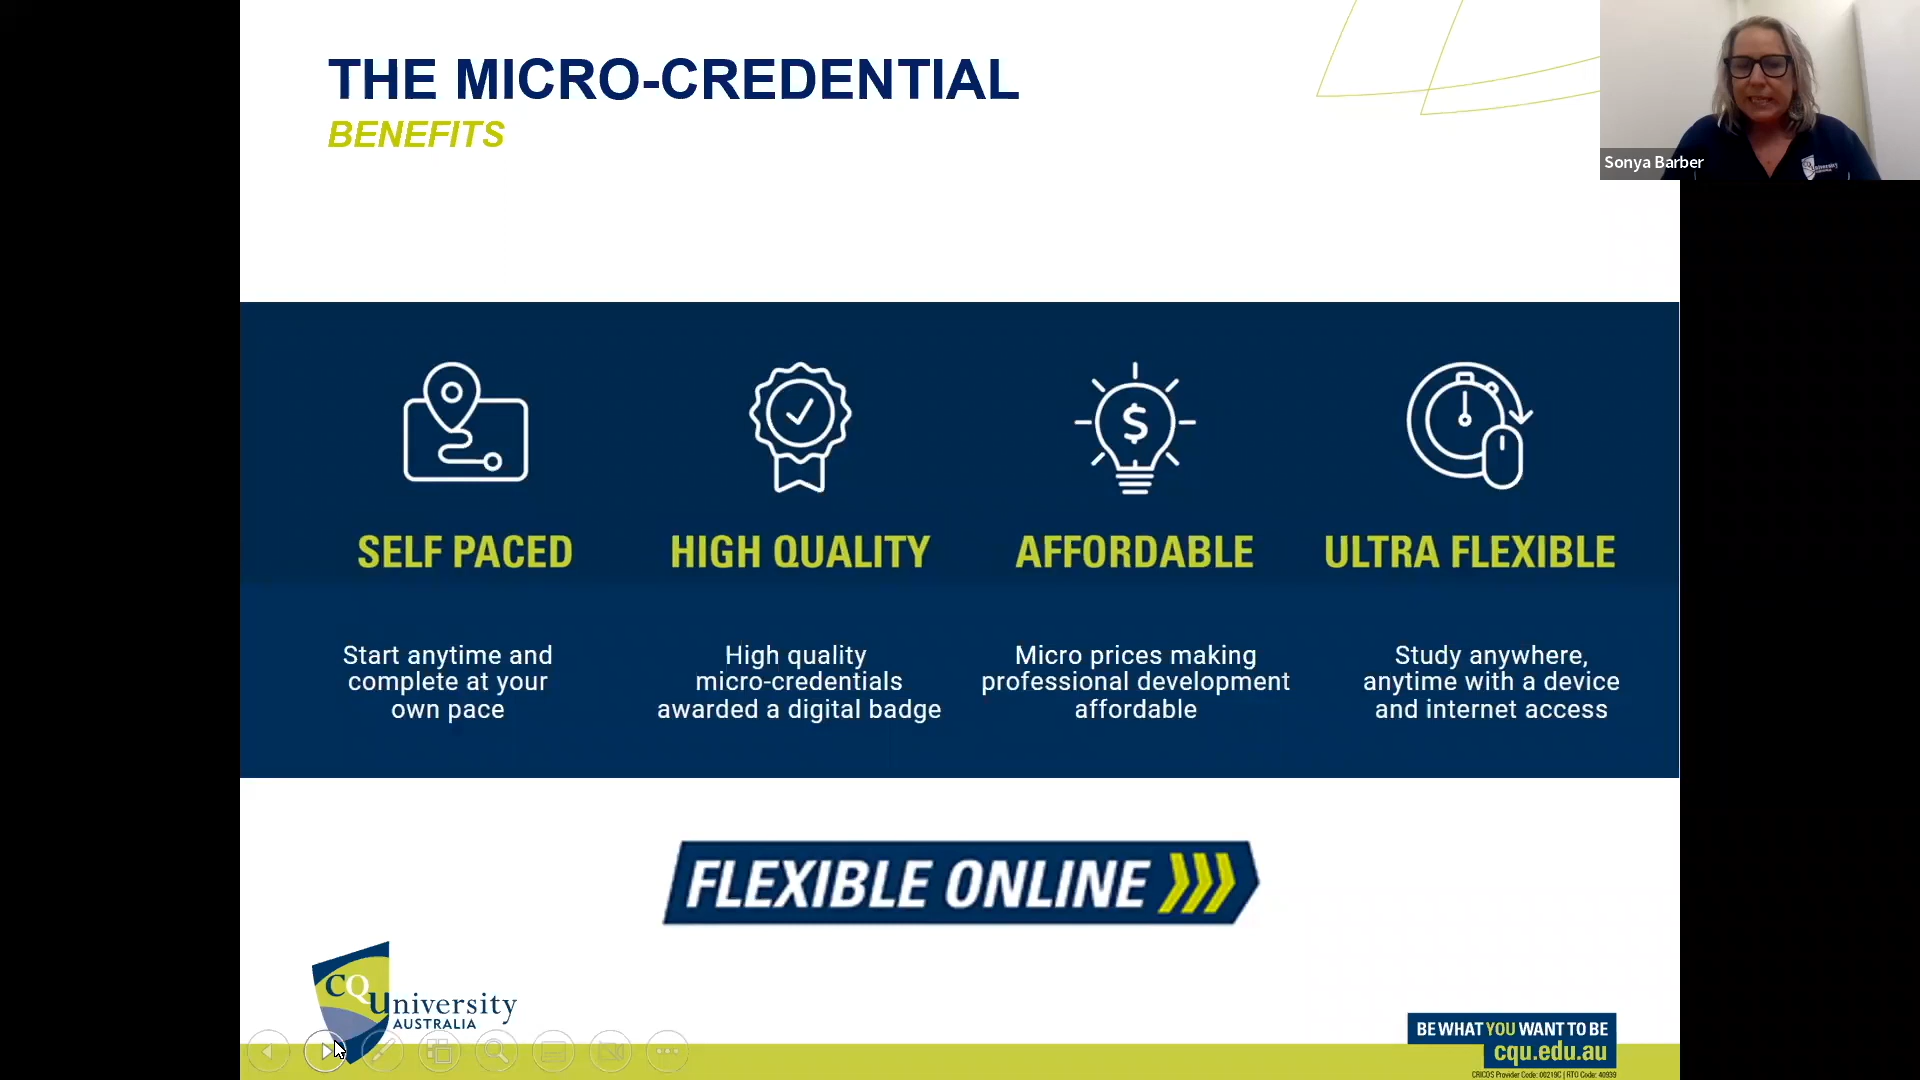 THE MICRO-CREDENTIAL
BENEFITS
Sonya Barber
CQUniversity
AUSTRALIA
$
SELF PACED
HIGH QUALITY
AFFORDABLE
ULTRA FLEXIBLE
Start anytime and
complete at your
own pace
High quality
micro-credentials
awarded a digital badge
Micro prices making
professional development
affordable
Study anywhere,
anytime with a device
and internet access
FLEXIBLE ONLINE
CQUniversity
AUSTRALIA
BE WHAT YOU WANT TO BE
cqu.edu.au
CRICOS Provider Code: 00219C | RTO Code: 40939